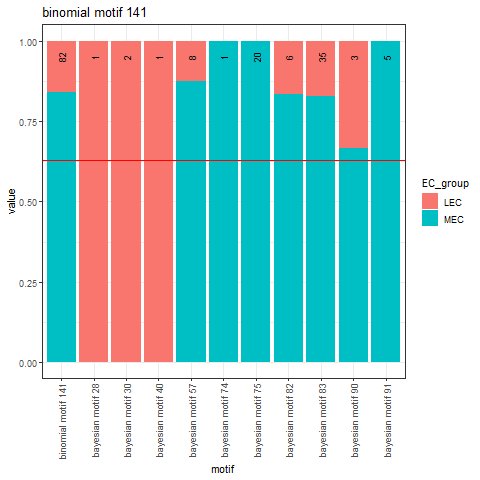 binomial motif 141
1.00
0.75
0.50
0.25
0.00
value
82
1
2
1
8
1
20
6
35
3
5
binomial motif 141
bayesian motif 28
bayesian motif 30
bayesian motif 40
bayesian motif 57
bayesian motif 74
bayesian motif 75
bayesian motif 82
bayesian motif 83
bayesian motif 90
bayesian motif 91
motif
EC_group
LEC
MEC